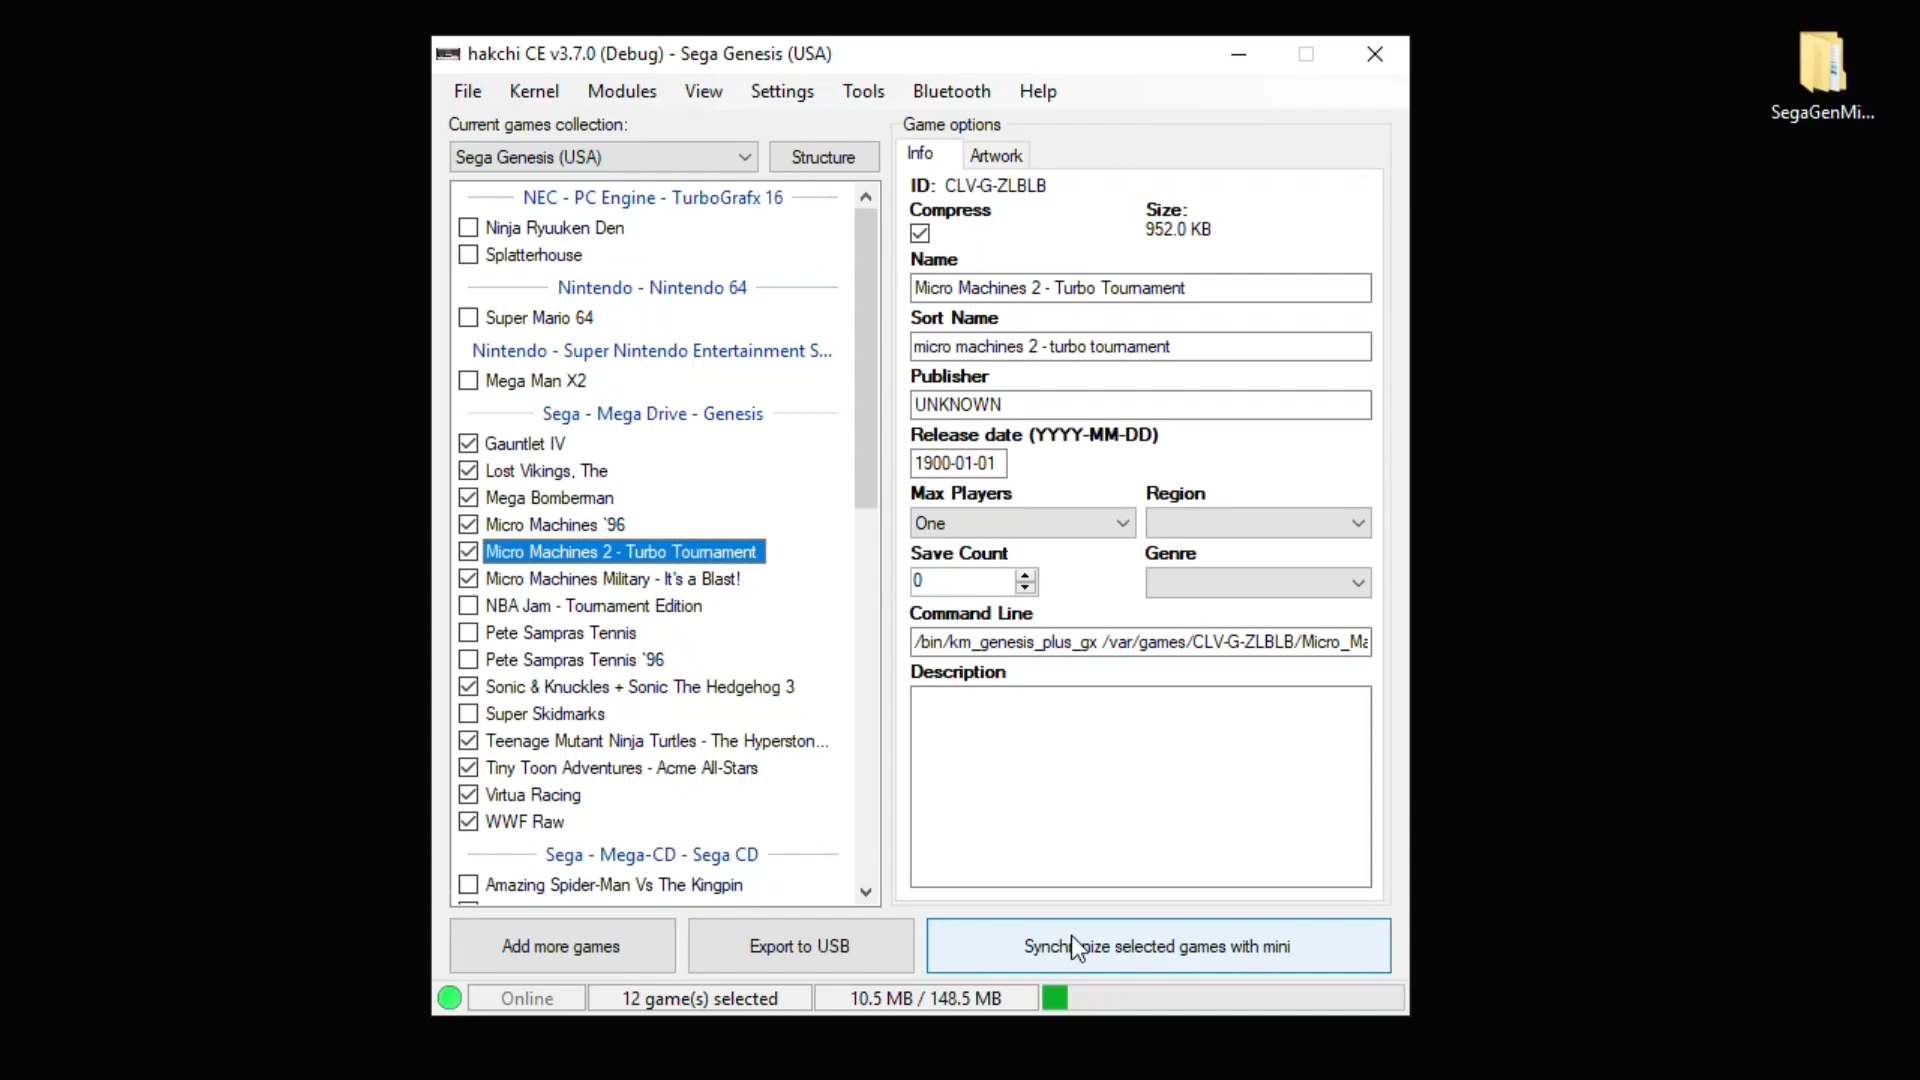 hakchi CE v3.7.0 (Debug) - Sega Genesis (USA)
SegaGenMi...
File Kernel Modules View Settings Tools Bluetooth Help
Current games collection:
Sega Genesis (USA)
Structure
NEC - PC Engine - TurboGrafx 16
Ninja Ryuuken Den
Splatterhouse
Nintendo - Nintendo 64
Super Mario 64
Nintendo - Super Nintendo Entertainment S...
Mega Man X2
Sega - Mega Drive - Genesis
Gauntlet IV
Lost Vikings, The
Mega Bomberman
Micro Machines `96
Micro Machines 2 - Turbo Tournament
Micro Machines Military - It's a Blast!
NBA Jam - Tournament Edition
Pete Sampras Tennis
Pete Sampras Tennis `96
Sonic & Knuckles + Sonic The Hedgehog 3
Super Skidmarks
Teenage Mutant Ninja Turtles - The Hyperston...
Tiny Toon Adventures - Acme All-Stars
Virtua Racing
WWF Raw
Sega - Mega-CD - Sega CD
Amazing Spider-Man Vs The Kingpin
Game options
Info Artwork
ID: CLV-G-ZLBLB
Compress
Size:
952.0 KB
Name
Micro Machines 2 - Turbo Tournament
Sort Name
micro machines 2 - turbo tournament
Publisher
UNKNOWN
Release date (YYYY-MM-DD)
1900-01-01
Max Players
One
Region
Save Count
0
Genre
Command Line
/bin/km_genesis_plus_gx /var/games/CLV-G-ZLBLB/Micro_Ma
Description
Add more games
Export to USB
Synchronize selected games with mini
Online
12 game(s) selected
10.5 MB / 148.5 MB